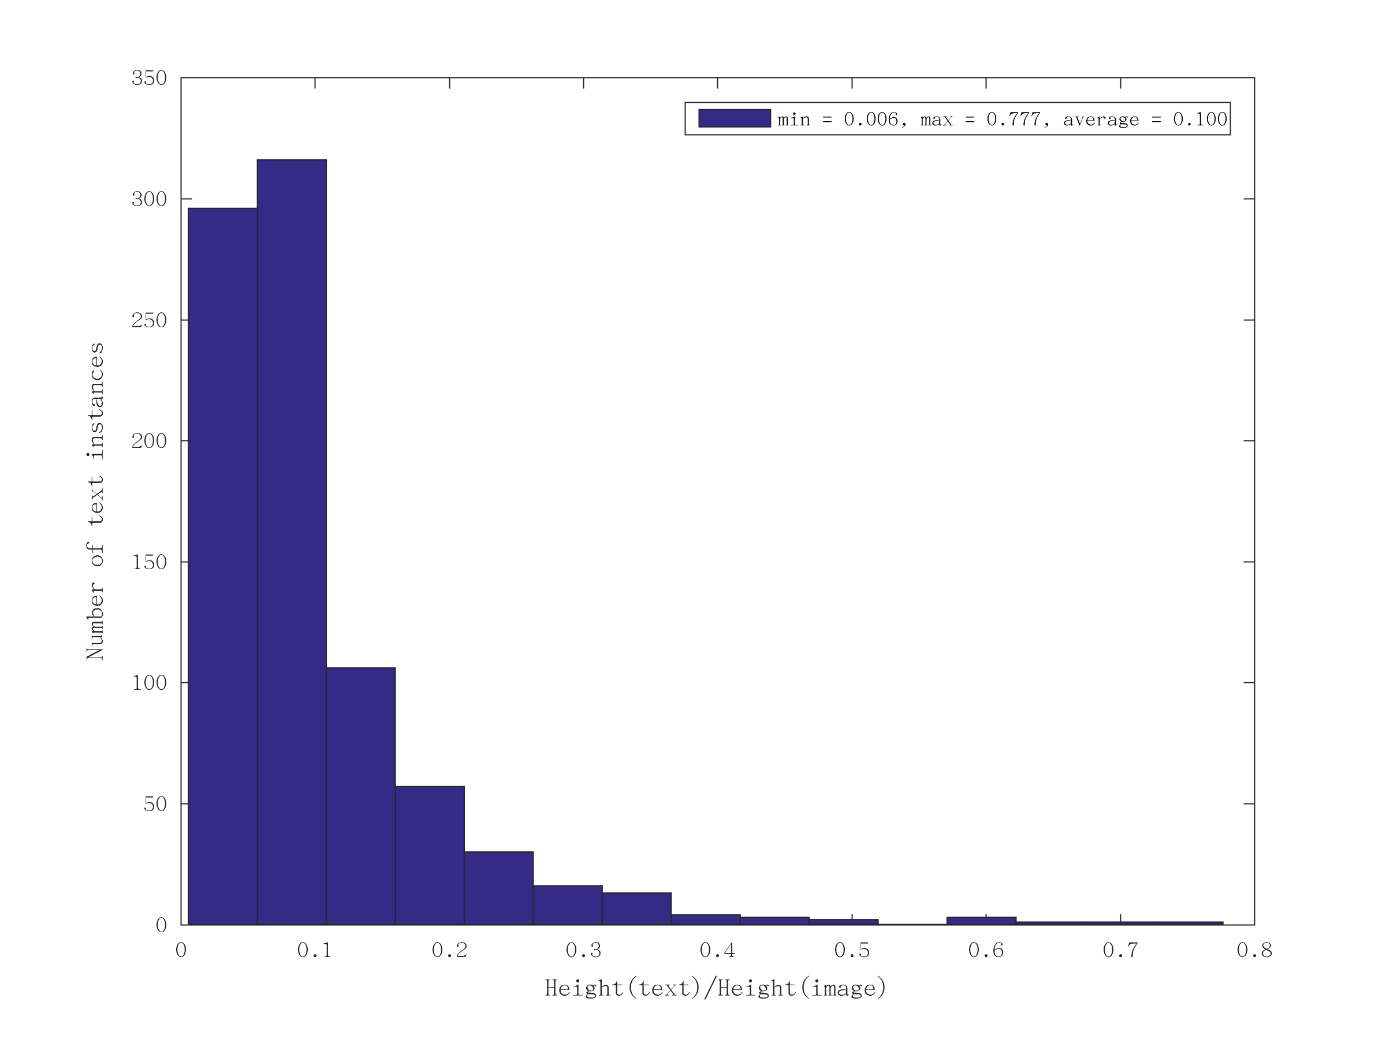 350
min = 0.006, max = 0.777, average = 0.100
300
250
200
150
100
50
0
Number of text instances
0 0.1 0.2 0.3 0.4 0.5 0.6 0.7 0.8
Height(text)/Height(image)